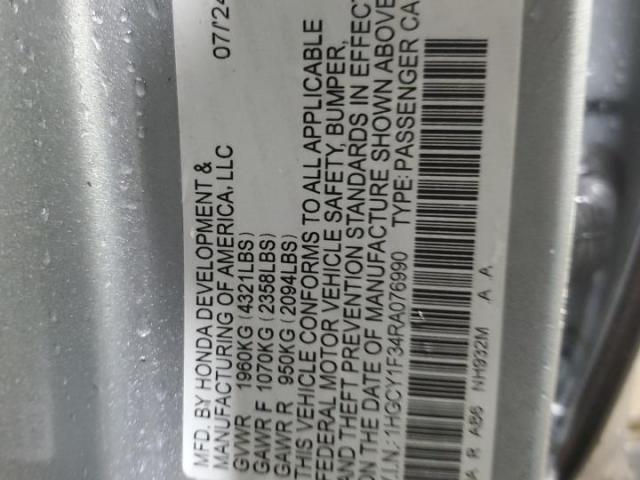 MFD. BY HONDA DEVELOPMENT & 07/24
MANUFACTURING OF AMERICA, LLC
GVWR 1960KG (4321LBS)
GAWR F 1070KG (2358LBS)
GAWR R 950KG (2094LBS)
THIS VEHICLE CONFORMS TO ALL APPLICABLE
FEDERAL MOTOR VEHICLE SAFETY, BUMPER,
AND THEFT PREVENTION STANDARDS IN EFFECT
ON THE DATE OF MANUFACTURE SHOWN ABOVE
V.I.N.: 1HGCY1F34RA076990 TYPE: PASSENGER CA
A R A86 NH932M A A